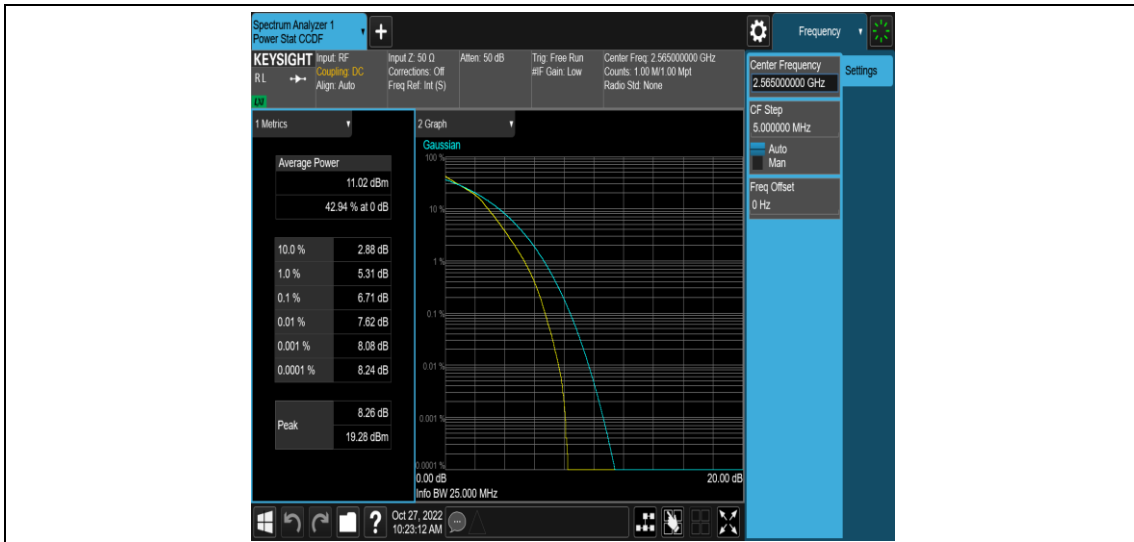 Spectrum Analyzer 1
Power Stat CCDF
+
Frequency
KEYSIGHT
RL
LXI
Input: RF
Coupling: DC
Align: Auto
Input Z: 50 Ω
Corrections: Off
Freq Ref: Int (S)
Atten: 50 dB
Trig: Free Run
#IF Gain: Low
Center Freq: 2.565000000 GHz
Counts: 1.00 M/1.00 Mpt
Radio Std: None
Center Frequency
2.565000000 GHz
Settings
CF Step
5.000000 MHz
Auto
Man
Freq Offset
0 Hz
1 Metrics
Average Power
11.02 dBm
42.94 % at 0 dB
10.0 % 2.88 dB
1.0 % 5.31 dB
0.1 % 6.71 dB
0.01 % 7.62 dB
0.001 % 8.08 dB
0.0001 % 8.24 dB
Peak 8.26 dB
19.28 dBm
2 Graph
Gaussian
100 %
10 %
1 %
0.1 %
0.01 %
0.001 %
0.0001 %
0.00 dB 20.00 dB
Info BW 25.000 MHz
?
Oct 27, 2022
10:23:12 AM